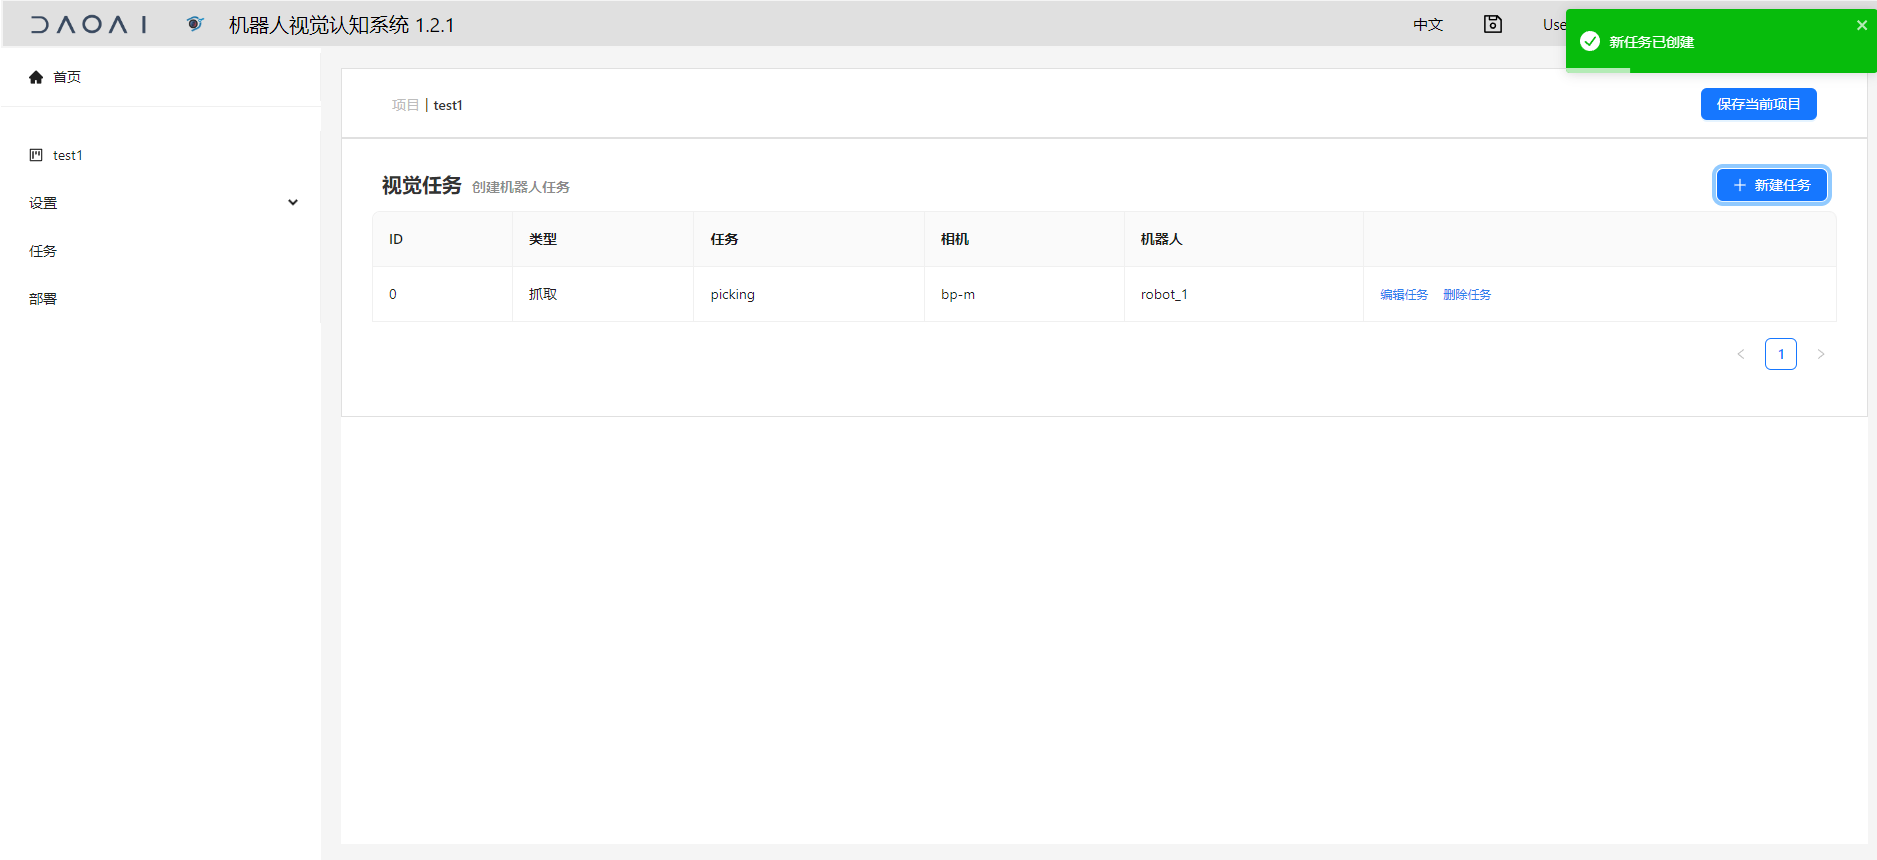 DAOAI 机器人视觉认知系统 1.2.1 中文 Use
新任务已创建
首页
项目 | test1 保存当前项目
test1
设置
任务
部署
视觉任务 创建机器人任务 新建任务
ID 类型 任务 相机 机器人
0 抓取 picking bp-m robot_1 编辑任务 删除任务
1